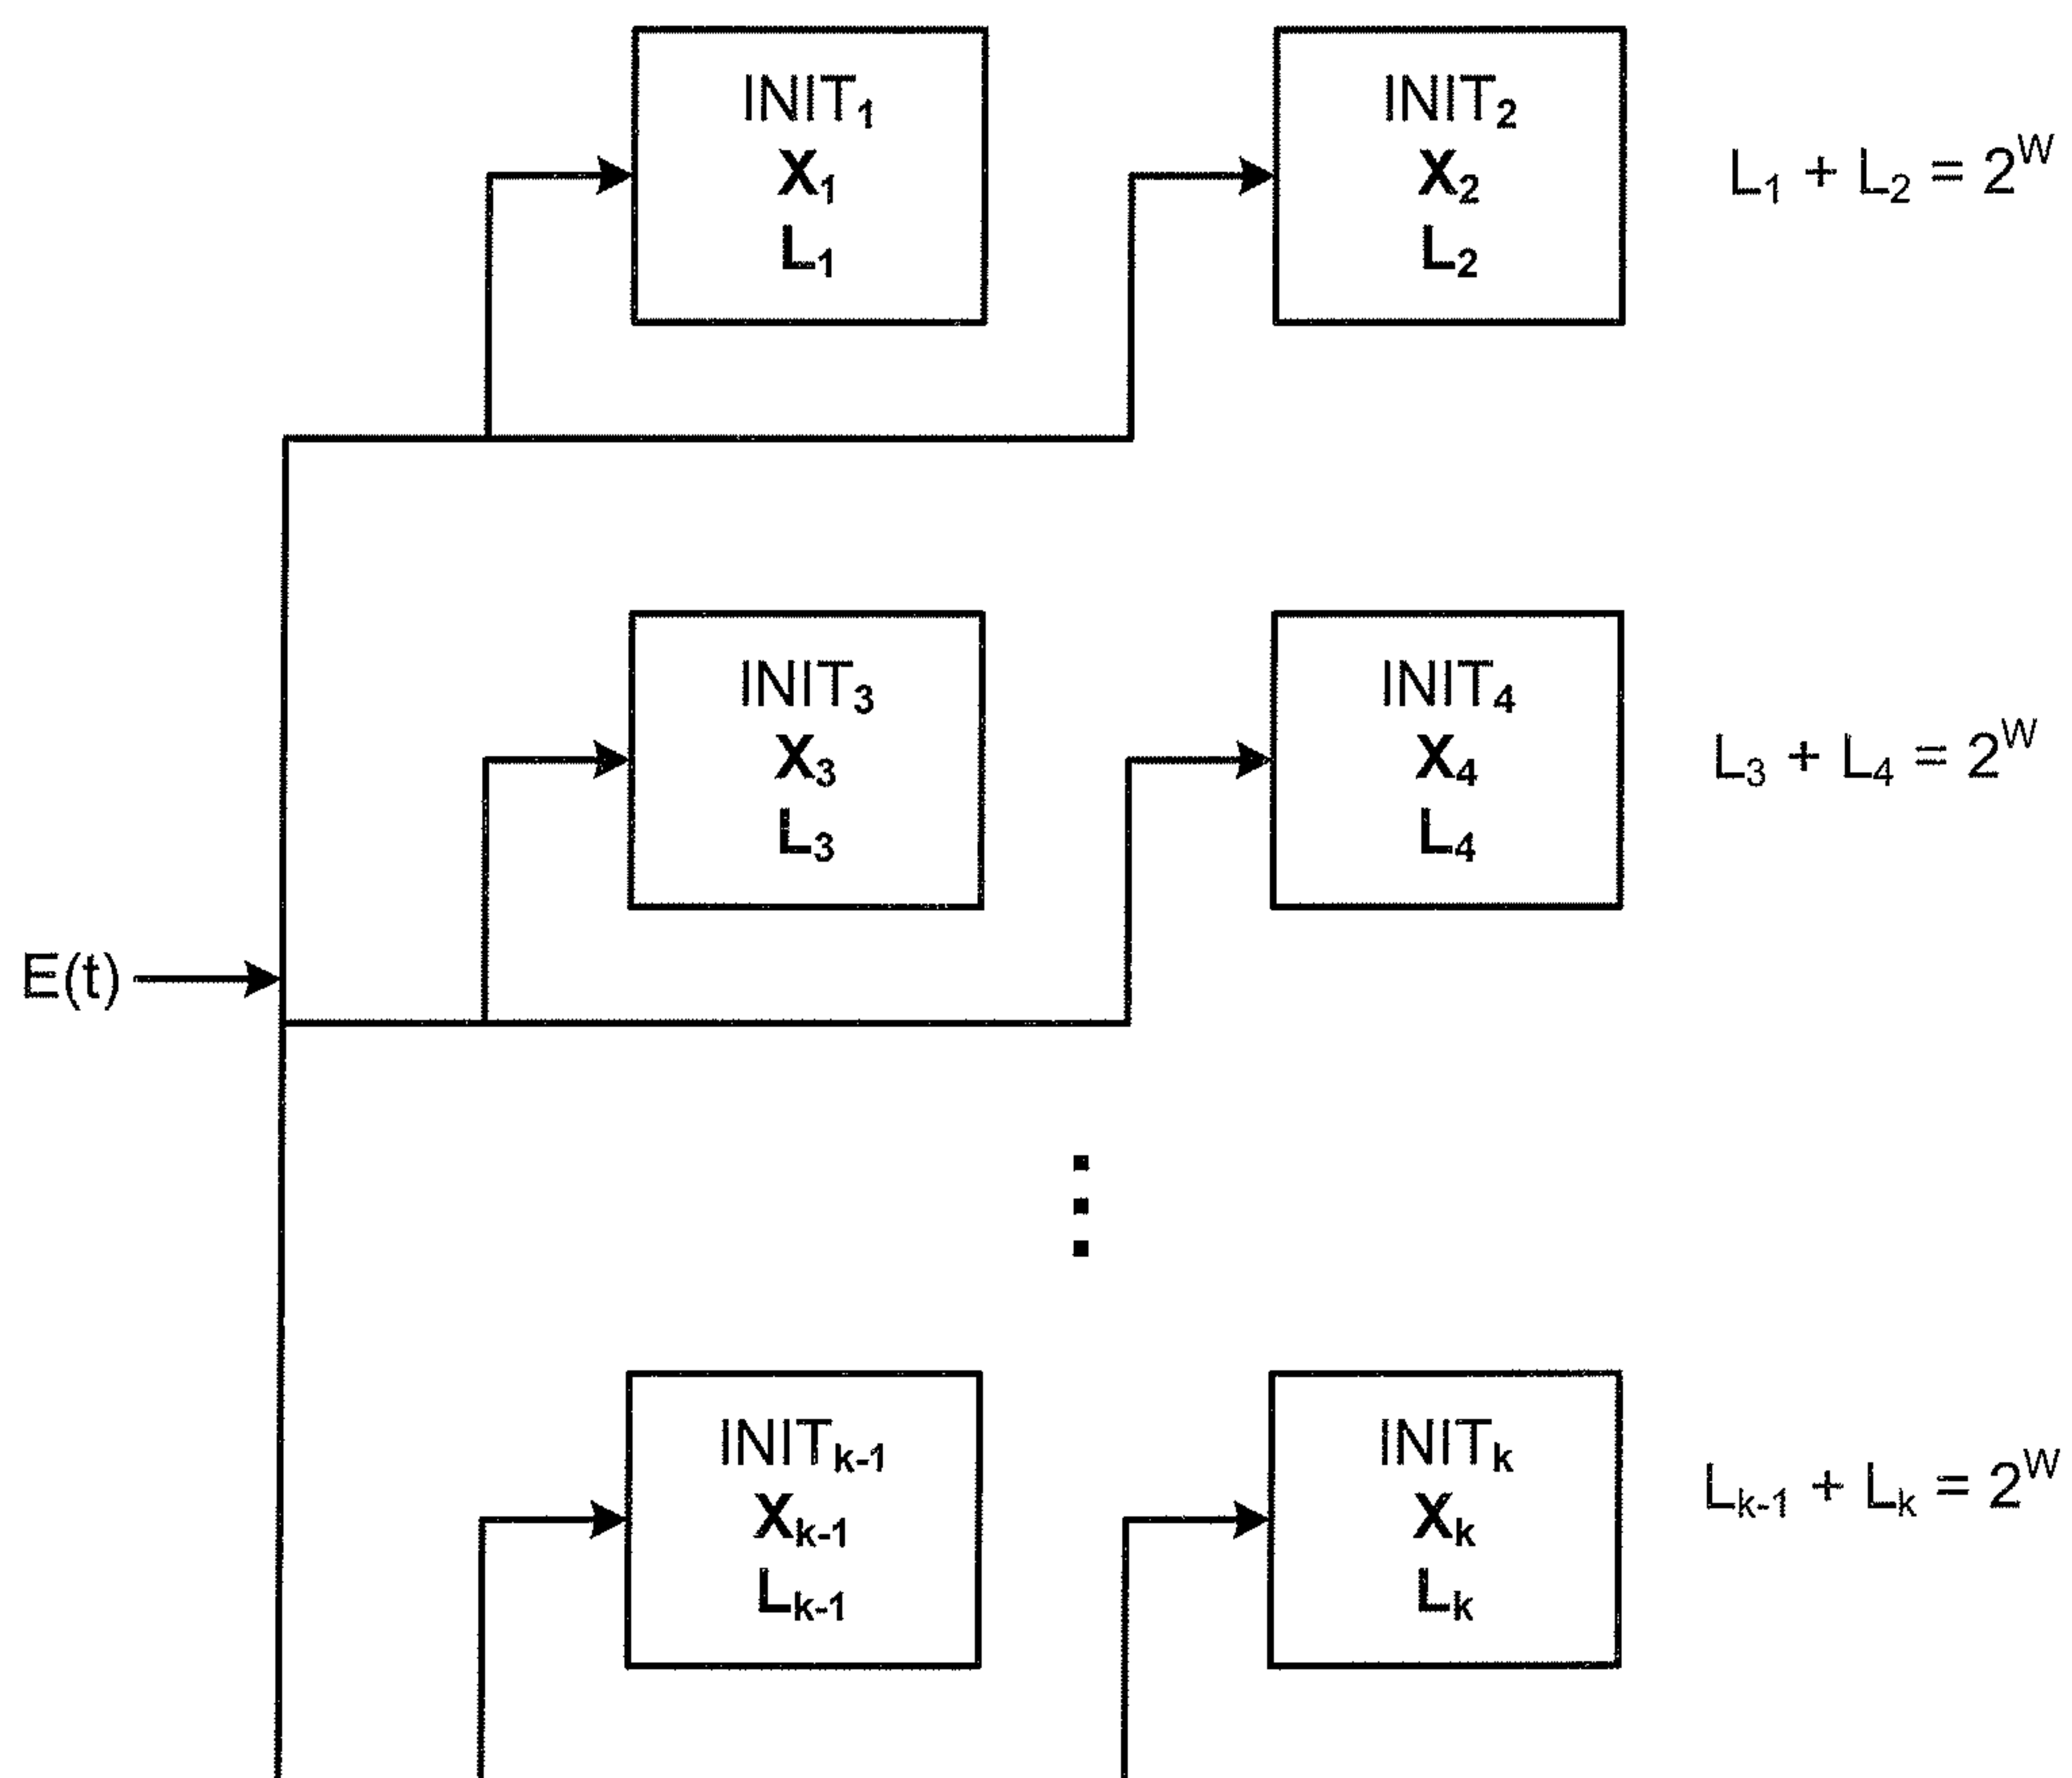 INIT₁
X₁
L₁
INIT₂
X₂
L₂
L₁ + L₂ = 2ᵂ
INIT₃
X₃
L₃
INIT₄
X₄
L₄
L₃ + L₄ = 2ᵂ
E(t)
INITₖ₋₁
Xₖ₋₁
Lₖ₋₁
INITₖ
Xₖ
Lₖ
Lₖ₋₁ + Lₖ = 2ᵂ